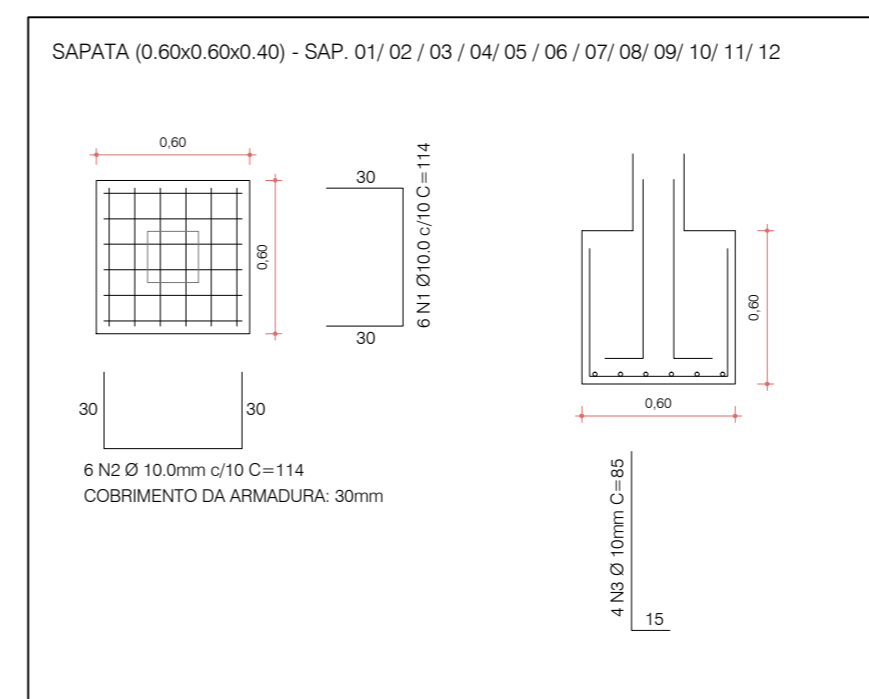 SAPATA (0.60x0.60x0.40) - SAP. 01/ 02 / 03 / 04/ 05 / 06 / 07/ 08/ 09/ 10/ 11/ 12
0,60
0,60
30
30
6 N1 Ø10.0 c/10 C=114
30
30
6 N2 Ø 10.0mm c/10 C=114
COBRIMENTO DA ARMADURA: 30mm
0,60
0,60
4 N3 Ø 10mm C=85
15